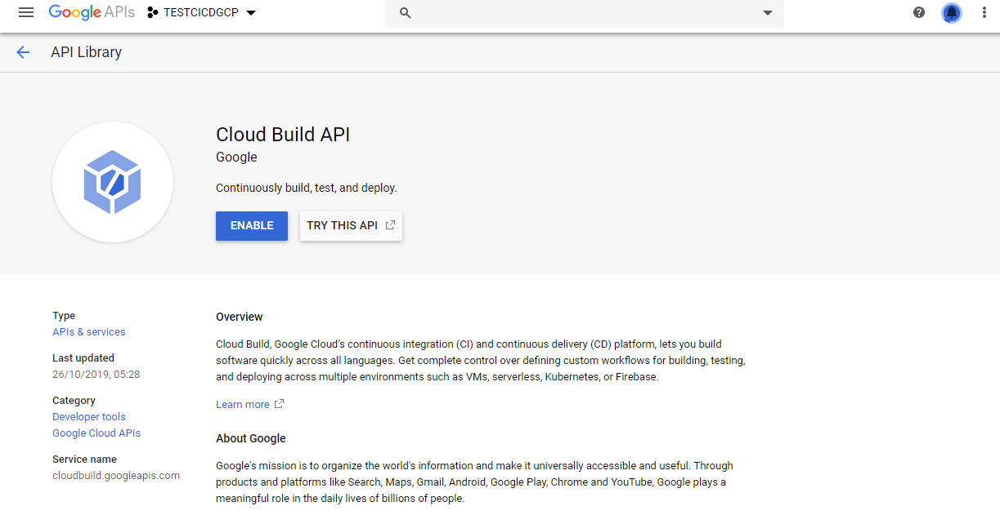 Google APIs TESTCICDGCP
API Library
Cloud Build API
Google
Continuously build, test, and deploy.
ENABLE TRY THIS API
Type
APIs & services
Last updated
26/10/2019, 05:28
Category
Developer tools
Google Cloud APIs
Service name
cloudbuild.googleapis.com
Overview
Cloud Build, Google Cloud’s continuous integration (CI) and continuous delivery (CD) platform, lets you build
software quickly across all languages. Get complete control over defining custom workflows for building, testing,
and deploying across multiple environments such as VMs, serverless, Kubernetes, or Firebase.
Learn more
About Google
Google's mission is to organize the world's information and make it universally accessible and useful. Through
products and platforms like Search, Maps, Gmail, Android, Google Play, Chrome and YouTube, Google plays a
meaningful role in the daily lives of billions of people.